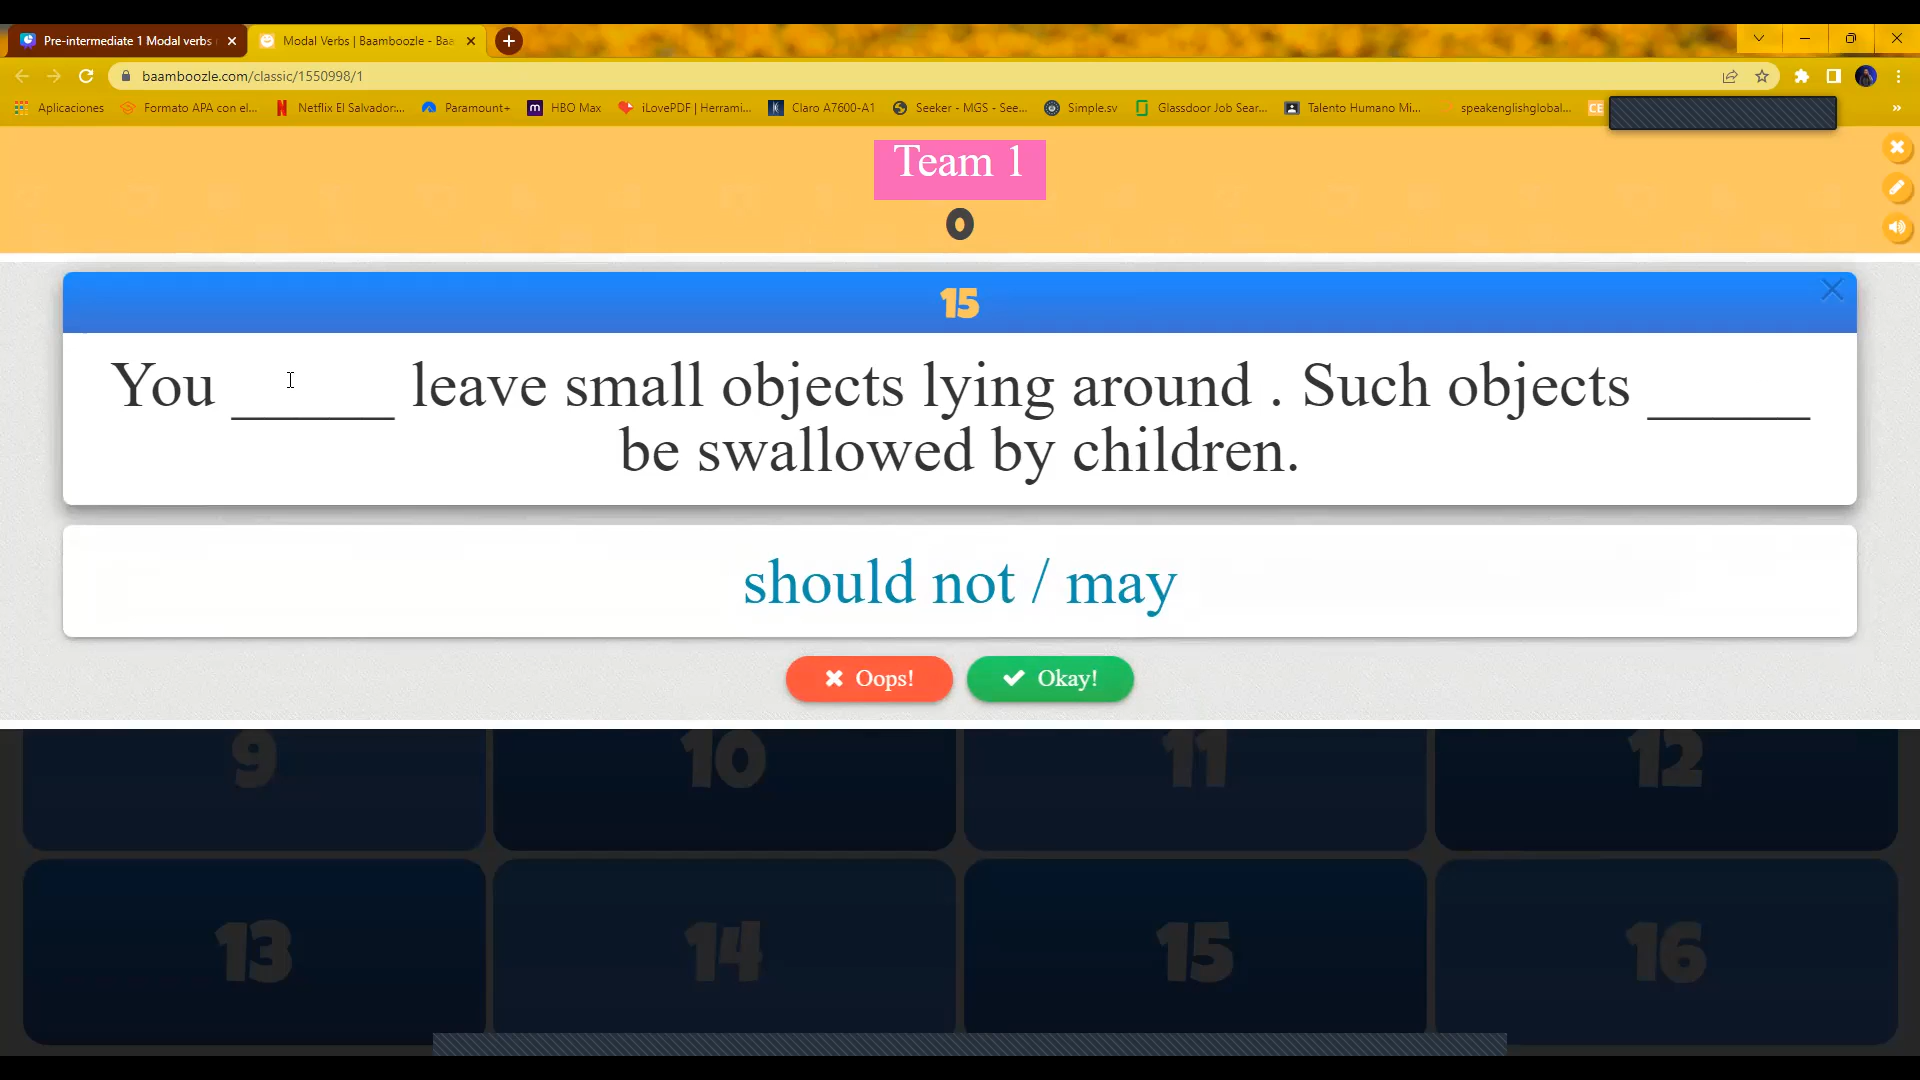 Pre-intermediate 1 Modal verbs
Modal Verbs | Baamboozle - Baa
baamboozle.com/classic/1550998/1
Aplicaciones
Formato APA con el...
Netflix El Salvador:...
Paramount+
HBO Max
iLovePDF | Herrami...
Claro A7600-A1
Seeker - MGS - See...
Simple.sv
Glassdoor Job Sear...
Talento Humano Mi...
speakenglishglobal...
CE
»
Team 1
0
15
You ______ leave small objects lying around . Such objects ______
be swallowed by children.
should not / may
Oops!
Okay!
9
10
11
12
13
14
15
16